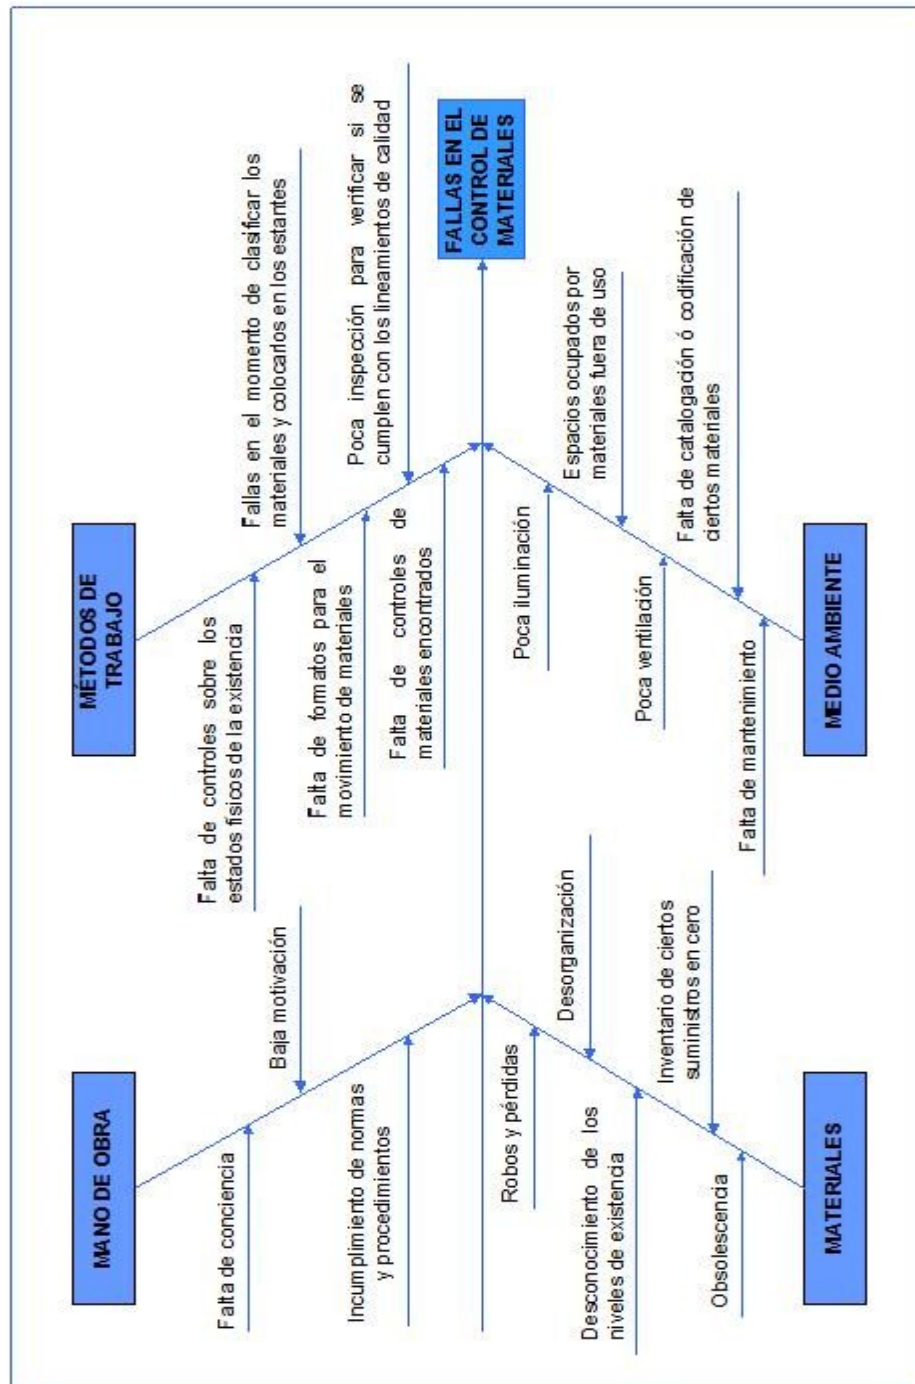 MANO DE OBRA
Falta de conciencia
Baja motivación
Incumplimiento de normas
y procedimientos
MÉTODOS DE
TRABAJO
Falta de controles sobre los
estados físicos de la existencia
Fallas en el momento de clasificar los
materiales y colocarlos en los estantes
Falta de formatos para el
movimiento de materiales
Poca inspección para verificar si se
cumplen con los lineamientos de calidad
Falta de controles de
materiales encontrados
FALLAS EN EL
CONTROL DE
MATERIALES
Robos y pérdidas
Desorganización
Desconocimiento de los
niveles de existencia
Inventario de ciertos
suministros en cero
Obsolescencia
MATERIALES
Poca iluminación
Espacios ocupados por
materiales fuera de uso
Poca ventilación
Falta de catalogación ó codificación de
ciertos materiales
Falta de mantenimiento
MEDIO AMBIENTE